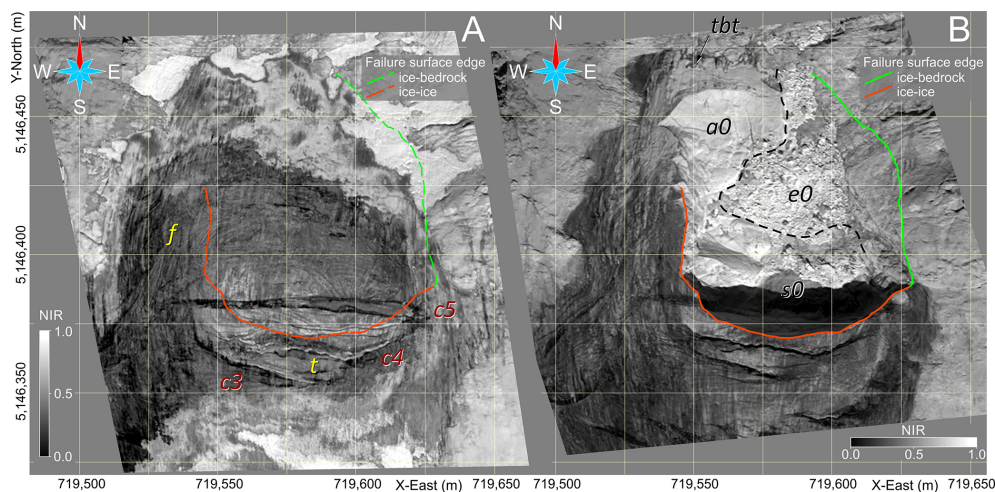 N
W E
S
A
Failure surface edge
ice-bedrock
ice-ice
f
t
c3
c4
c5
NIR
1.0
0.5
0.0
Y-North (m)
5,146,450
5,146,400
5,146,350
719,500
719,550
719,600
X-East (m)
719,650
N
W E
S
tbt
B
Failure surface edge
ice-bedrock
ice-ice
a0
e0
s0
NIR
0.0
0.5
1.0
719,500
719,550
719,600
X-East (m)
719,650